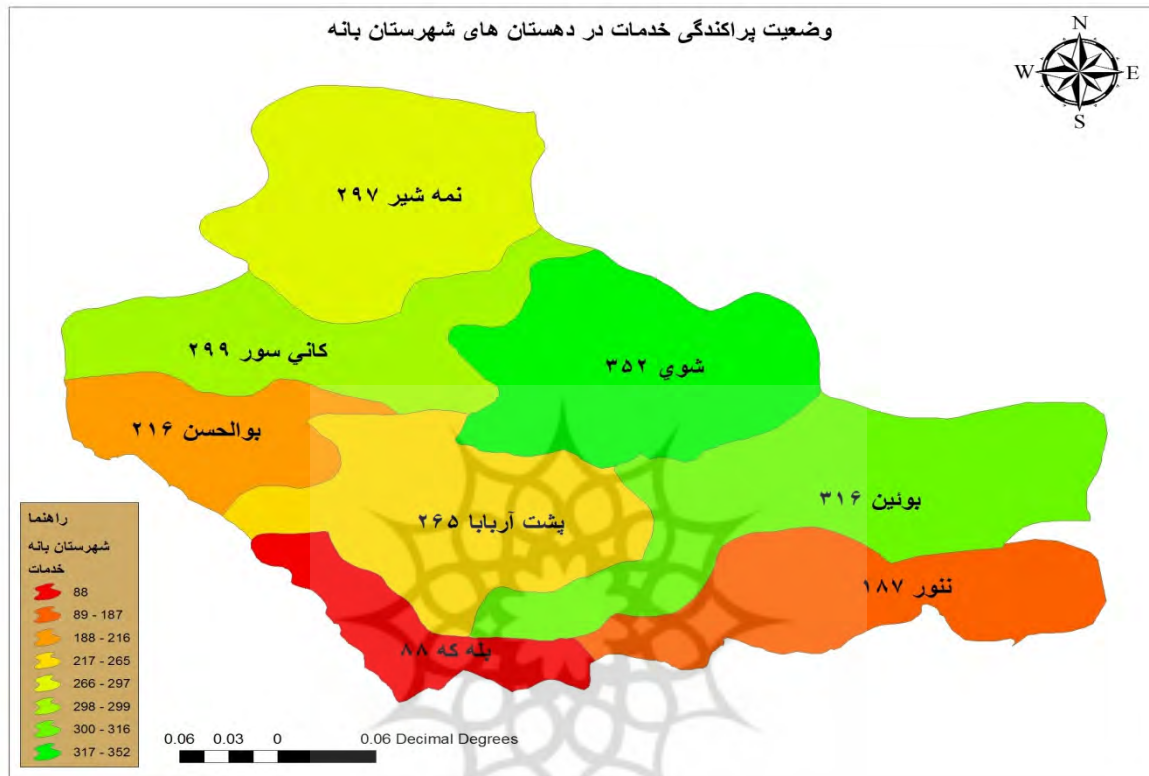 وضعیت پراکندگی خدمات در دهستان های شهرستان بانه
N
W E
S
نمه شیر ۲۹۷
کاني سور ۲۹۹
شوي ۳۵۲
بوالحسن ۲۱۶
بوئین ۳۱۶
پشت آربابا ۲۶۵
ننور ۱۸۷
بله که ۸۸
راهنما
شهرستان بانه
خدمات
88
89 - 187
188 - 216
217 - 265
266 - 297
298 - 299
300 - 316
317 - 352
0.06 0.03 0 0.06 Decimal Degrees